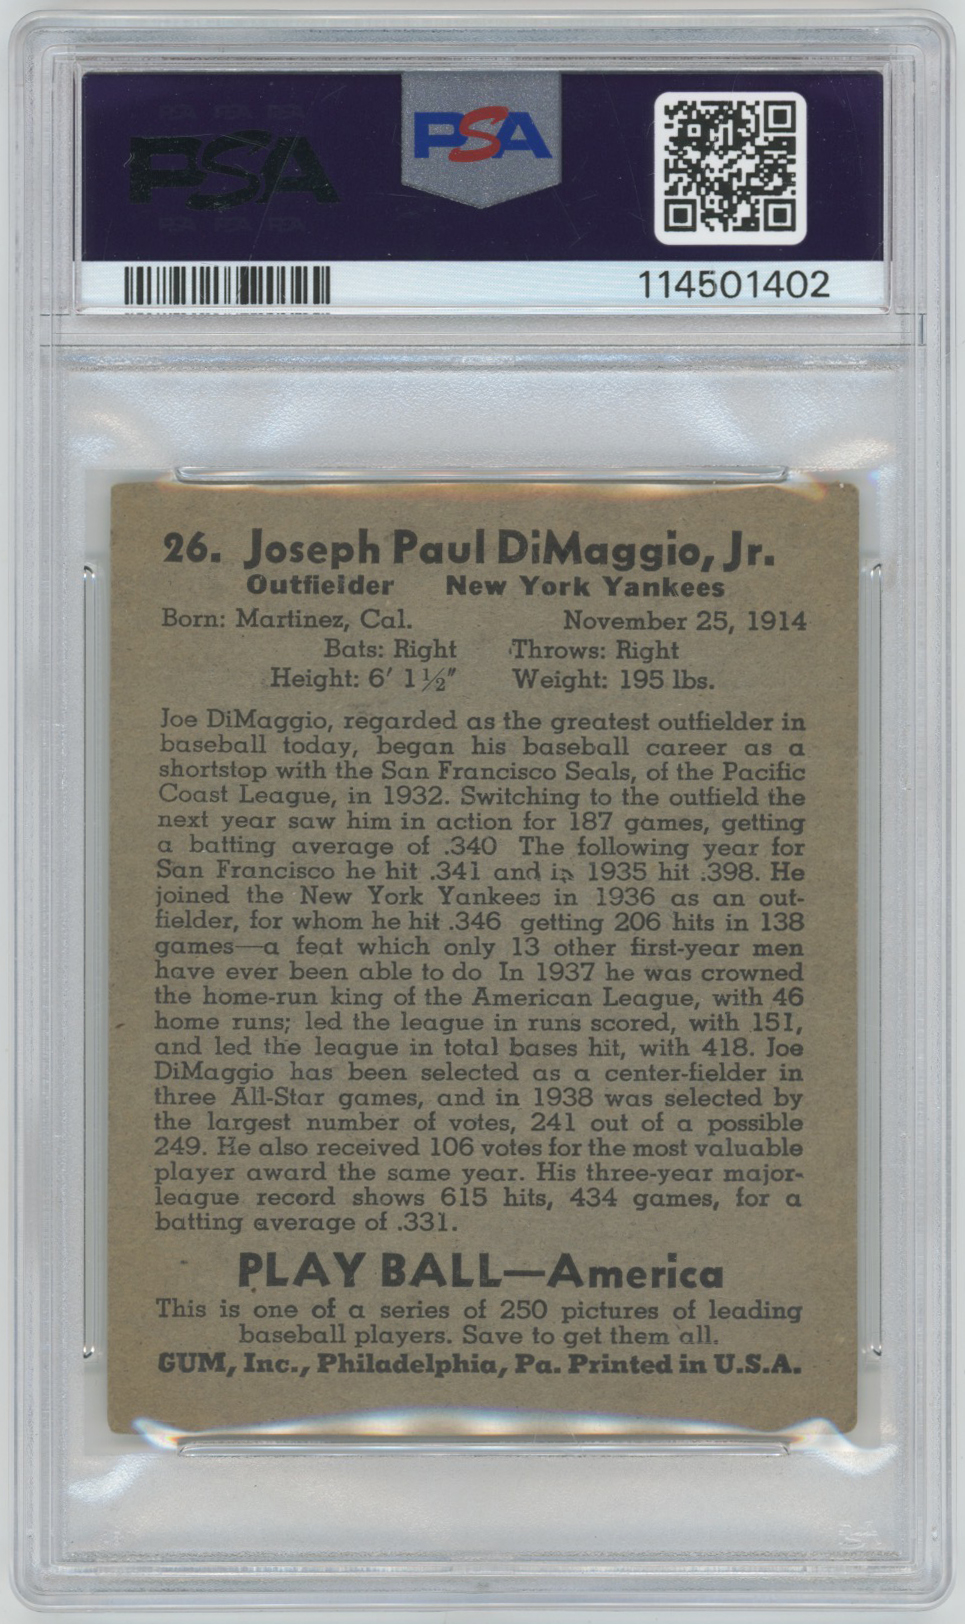 PSA PSA PSA
PSA
PSA
PSA PSA PSA
114501402
26. Joseph Paul DiMaggio, Jr.
Outfielder New York Yankees
Born: Martinez, Cal. November 25, 1914
Bats: Right Throws: Right
Height: 6′ 1½″ Weight: 195 lbs.
Joe DiMaggio, regarded as the greatest outfielder in
baseball today, began his baseball career as a
shortstop with the San Francisco Seals, of the Pacific
Coast League, in 1932. Switching to the outfield the
next year saw him in action for 187 games, getting
a batting average of .340 The following year for
San Francisco he hit .341 and in 1935 hit .398. He
joined the New York Yankees in 1936 as an out-
fielder, for whom he hit .346 getting 206 hits in 138
games—a feat which only 13 other first-year men
have ever been able to do In 1937 he was crowned
the home-run king of the American League, with 46
home runs; led the league in runs scored, with 151,
and led the league in total bases hit, with 418. Joe
DiMaggio has been selected as a center-fielder in
three All-Star games, and in 1938 was selected by
the largest number of votes, 241 out of a possible
249. He also received 106 votes for the most valuable
player award the same year. His three-year major-
league record shows 615 hits, 434 games, for a
batting average of .331.
PLAY BALL—America
This is one of a series of 250 pictures of leading
baseball players. Save to get them all.
GUM, Inc., Philadelphia, Pa. Printed in U.S.A.